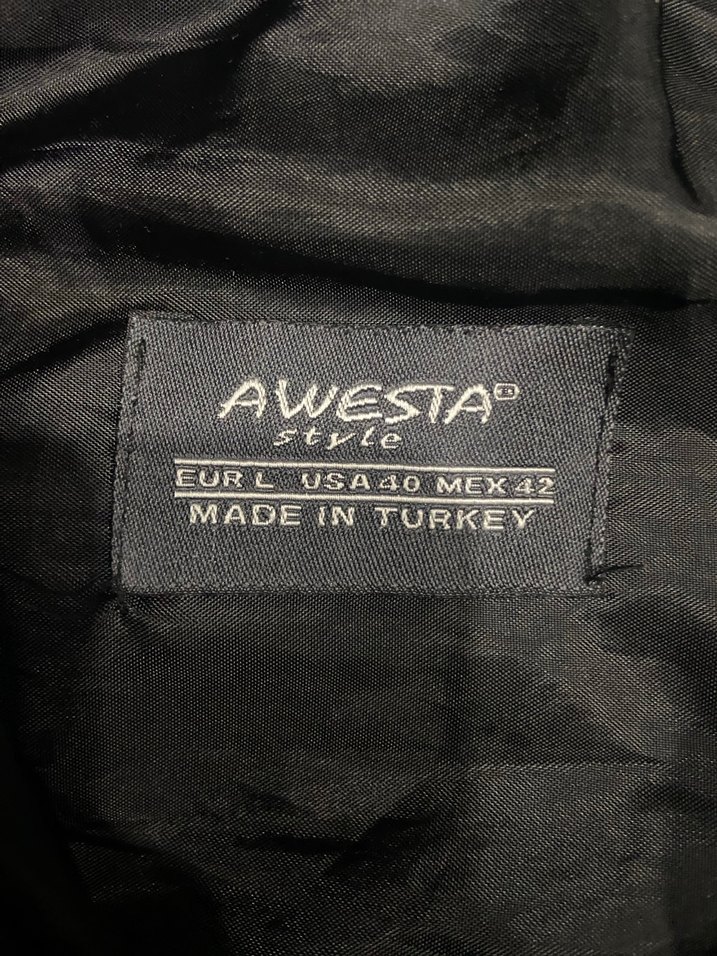 AWESTA®
style
EUR L USA 40 MEX 42
MADE IN TURKEY